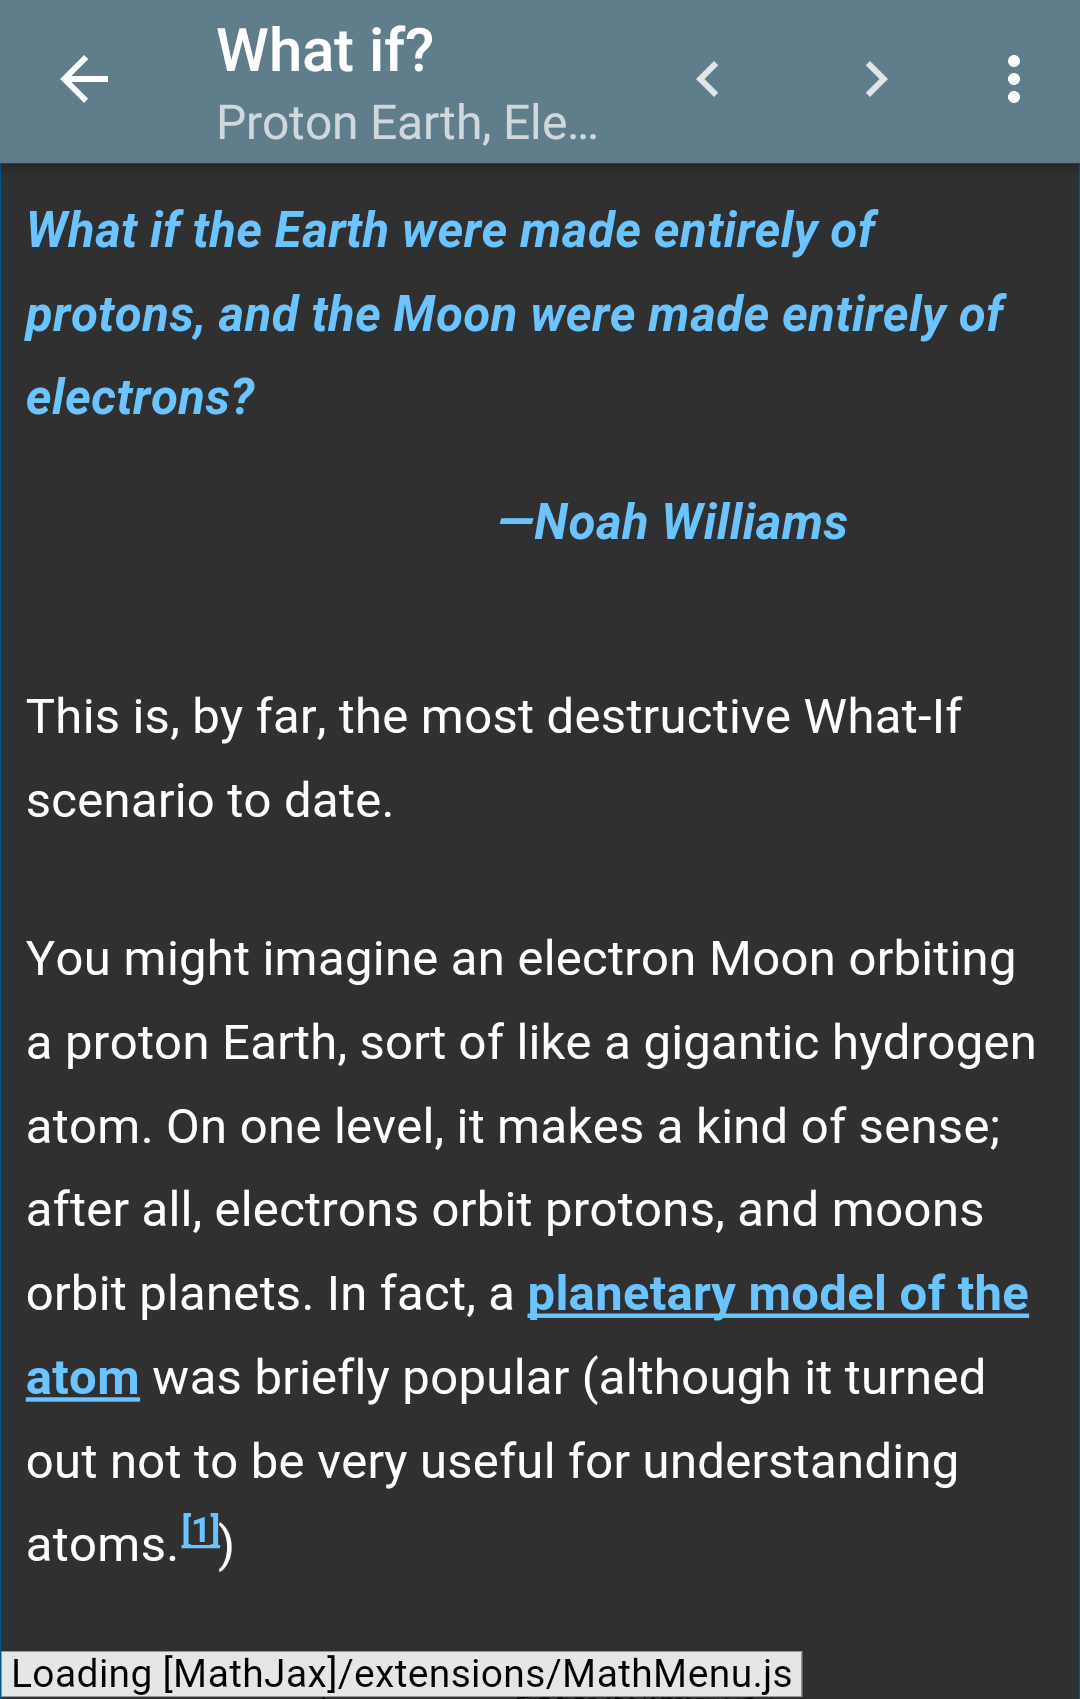 What if?
Proton Earth, Ele...
What if the Earth were made entirely of
protons, and the Moon were made entirely of
electrons?
—Noah Williams
This is, by far, the most destructive What-If
scenario to date.
You might imagine an electron Moon orbiting
a proton Earth, sort of like a gigantic hydrogen
atom. On one level, it makes a kind of sense;
after all, electrons orbit protons, and moons
orbit planets. In fact, a planetary model of the
atom was briefly popular (although it turned
out not to be very useful for understanding
atoms.[1])
Loading [MathJax]/extensions/MathMenu.js